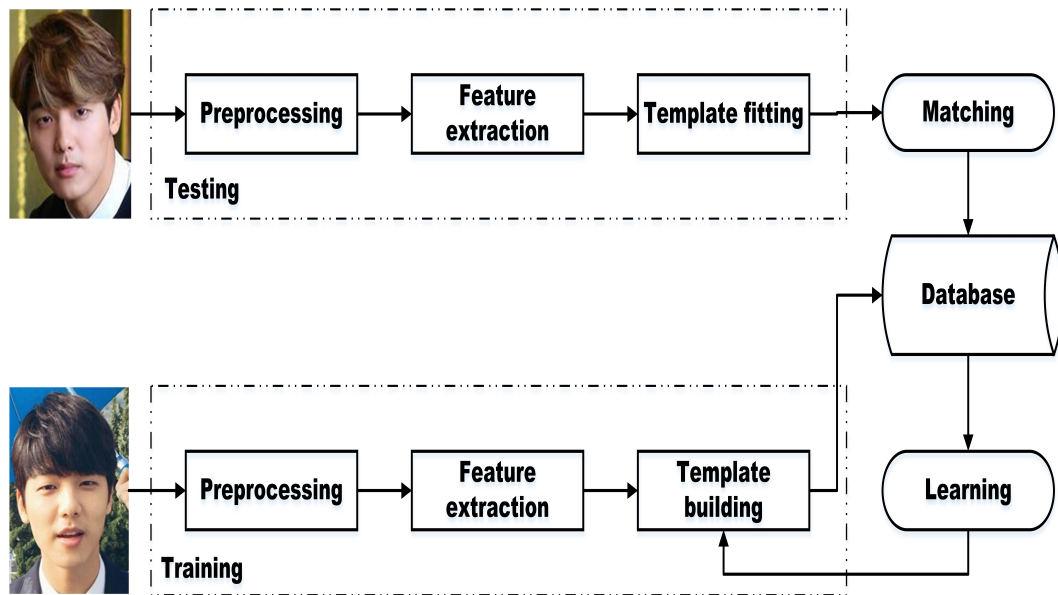 Preprocessing
Feature
extraction
Template fitting
Matching
Testing
Database
Preprocessing
Feature
extraction
Template
building
Learning
Training